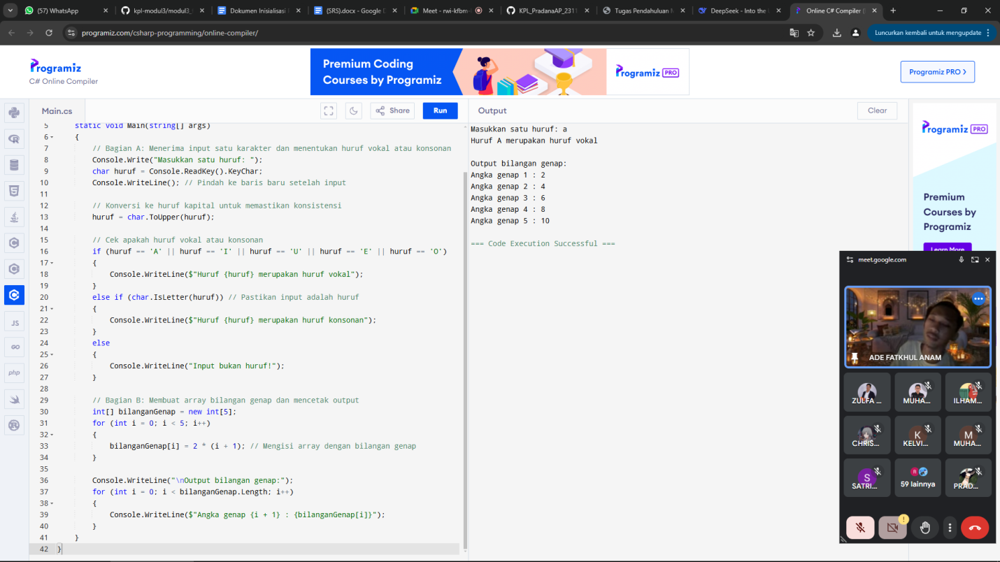 (57) WhatsApp
kpl-modul3/modul3_
Dokumen Inisialisasi
(SRS).docx - Google
Meet - rwi-kfbm-
KPL_PradanaAP_2311
Tugas Pendahuluan
DeepSeek - Into the
Online C# Compiler
programiz.com/csharp-programming/online-compiler/
Luncurkan kembali untuk mengupdate
Programiz
C# Online Compiler
Premium Coding
Courses by Programiz
Programiz PRO
Programiz PRO
Main.cs
Share
Run
Output
Clear
5 static void Main(string[] args)
6 {
7 // Bagian A: Menerima input satu karakter dan menentukan huruf vokal atau konsonan
8 Console.Write("Masukkan satu huruf: ");
9 char huruf = Console.ReadKey().KeyChar;
10 Console.WriteLine(); // Pindah ke baris baru setelah input
11
12 // Konversi ke huruf kapital untuk memastikan konsistensi
13 huruf = char.ToUpper(huruf);
14
15 // Cek apakah huruf vokal atau konsonan
16 if (huruf == 'A' || huruf == 'I' || huruf == 'U' || huruf == 'E' || huruf == 'O')
17 {
18 Console.WriteLine($"Huruf {huruf} merupakan huruf vokal");
19 }
20 else if (char.IsLetter(huruf)) // Pastikan input adalah huruf
21 {
22 Console.WriteLine($"Huruf {huruf} merupakan huruf konsonan");
23 }
24 else
25 {
26 Console.WriteLine("Input bukan huruf!");
27 }
28
29 // Bagian B: Membuat array bilangan genap dan mencetak output
30 int[] bilanganGenap = new int[5];
31 for (int i = 0; i < 5; i++)
32 {
33 bilanganGenap[i] = 2 * (i + 1); // Mengisi array dengan bilangan genap
34 }
35
36 Console.WriteLine("\nOutput bilangan genap:");
37 for (int i = 0; i < bilanganGenap.Length; i++)
38 {
39 Console.WriteLine($"Angka genap {i + 1} : {bilanganGenap[i]}");
40 }
41 }
42 }
Masukkan satu huruf: a
Huruf A merupakan huruf vokal
Output bilangan genap:
Angka genap 1 : 2
Angka genap 2 : 4
Angka genap 3 : 6
Angka genap 4 : 8
Angka genap 5 : 10
=== Code Execution Successful ===
JS
GO
php
Programiz PRO
Premium
Courses by
Programiz
Learn More
meet.google.com
ADE FATKHUL ANAM
ZULFA ...
MUHA...
ILHAM...
CHRIS...
K
KELVI...
M
MUHA...
S
SATRI...
R
59 lainnya
PRAD...